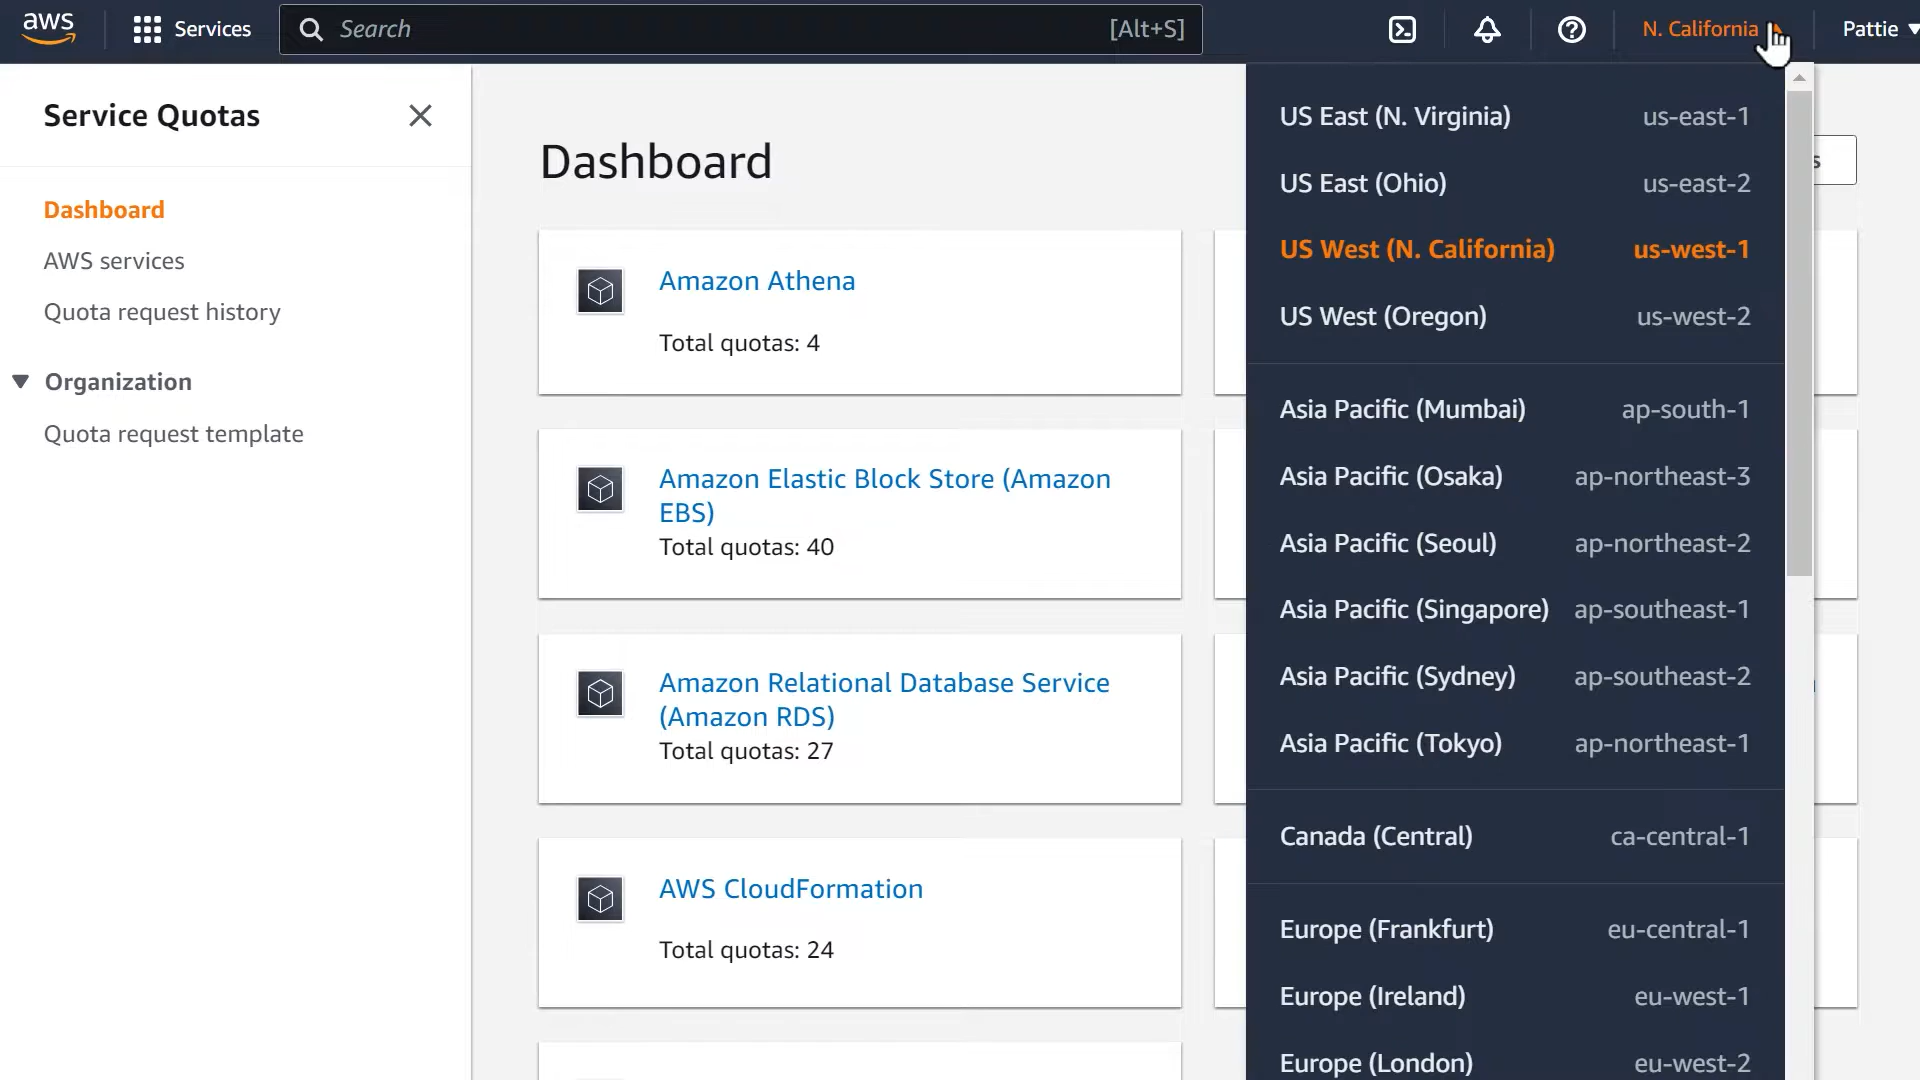 aws
Services
Search
[Alt+S]
N. California
Pattie
Service Quotas
Dashboard
AWS services
Quota request history
Organization
Quota request template
Dashboard
Amazon Athena
Total quotas: 4
Amazon Elastic Block Store (Amazon
EBS)
Total quotas: 40
Amazon Relational Database Service
(Amazon RDS)
Total quotas: 27
AWS CloudFormation
Total quotas: 24
US East (N. Virginia) us-east-1
US East (Ohio) us-east-2
US West (N. California) us-west-1
US West (Oregon) us-west-2
Asia Pacific (Mumbai) ap-south-1
Asia Pacific (Osaka) ap-northeast-3
Asia Pacific (Seoul) ap-northeast-2
Asia Pacific (Singapore) ap-southeast-1
Asia Pacific (Sydney) ap-southeast-2
Asia Pacific (Tokyo) ap-northeast-1
Canada (Central) ca-central-1
Europe (Frankfurt) eu-central-1
Europe (Ireland) eu-west-1
Europe (London) eu-west-2